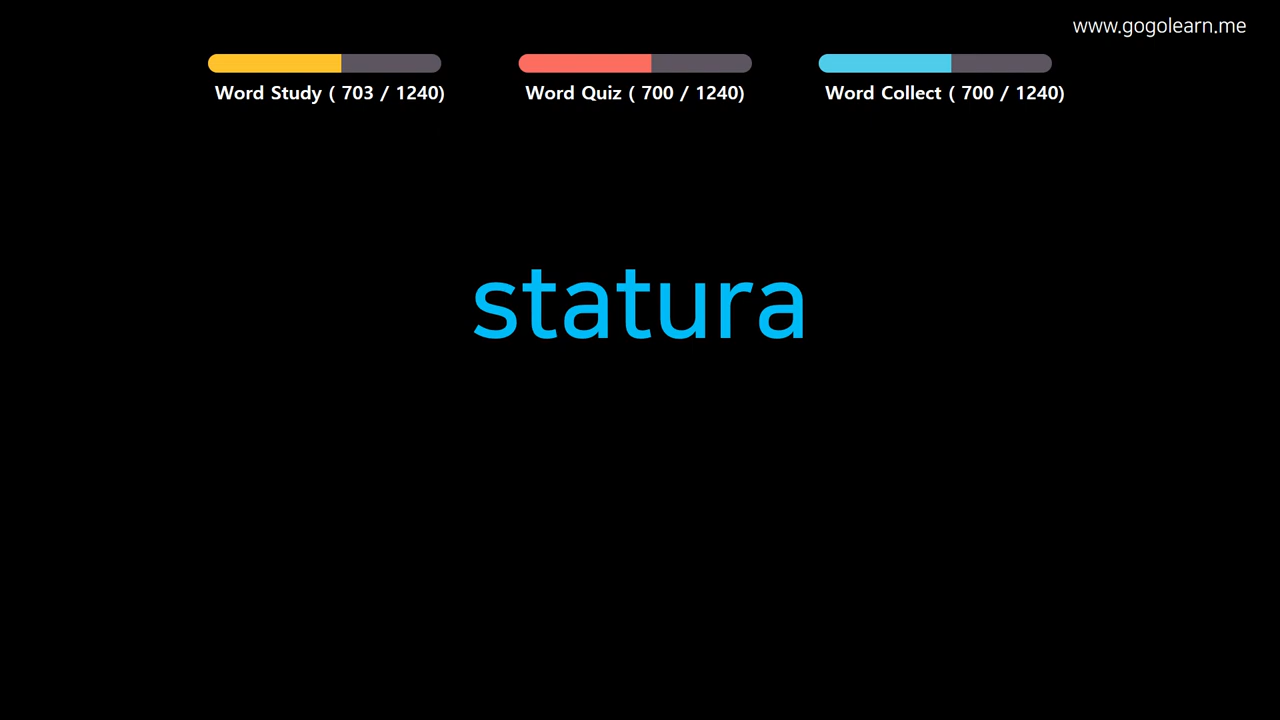 www.gogolearn.me
Word Study ( 703 / 1240)
Word Quiz ( 700 / 1240)
Word Collect ( 700 / 1240)
statura